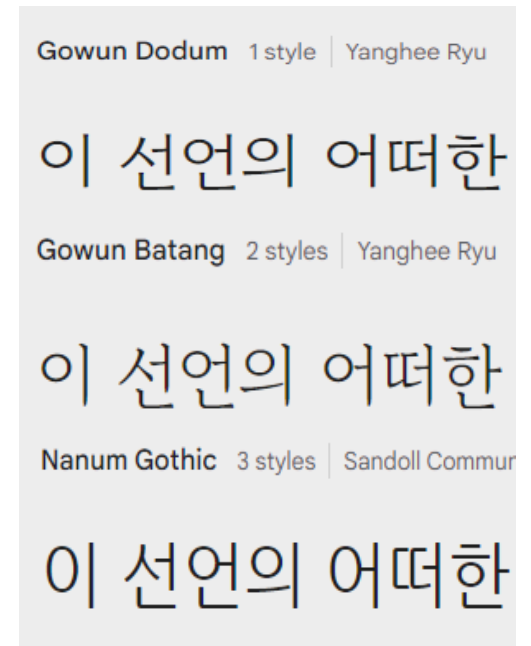 Gowun Dodum 1 style Yanghee Ryu
이 선언의 어떠한
Gowun Batang 2 styles Yanghee Ryu
이 선언의 어떠한
Nanum Gothic 3 styles Sandoll
이 선언의 어떠한